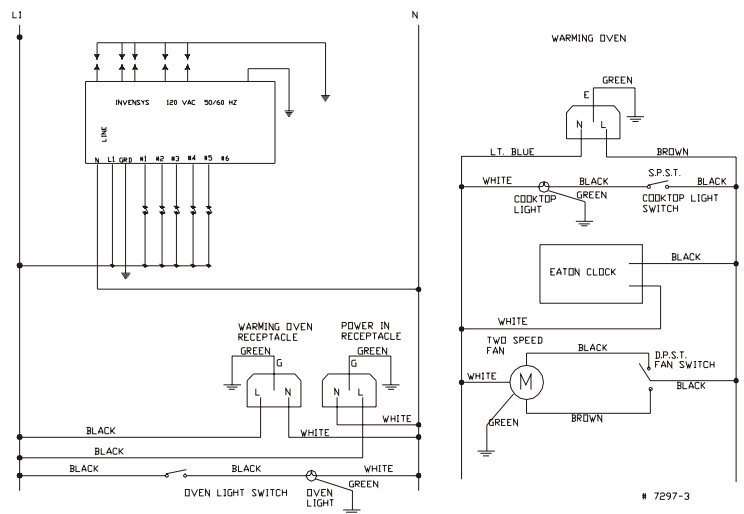 L1
N
INVENSYS 120 VAC 50/60 HZ
LINE
N L1 GRD #1 #2 #3 #4 #5 #6
WARMING OVEN
RECEPTACLE
POWER IN
RECEPTACLE
GREEN
GREEN
G
G
L N
N L
WHITE
BLACK
WHITE
BLACK
BLACK
BLACK
WHITE
GREEN
OVEN LIGHT SWITCH
OVEN
LIGHT
WARMING OVEN
GREEN
E
N L
LT. BLUE
BROWN
S.P.S.T.
WHITE
BLACK
BLACK
GREEN
COOKTOP
LIGHT
COOKTOP LIGHT
SWITCH
BLACK
EATON CLOCK
WHITE
TWO SPEED
FAN
BLACK
D.P.S.T.
FAN SWITCH
WHITE
M
BLACK
GREEN
BROWN
# 7297-3